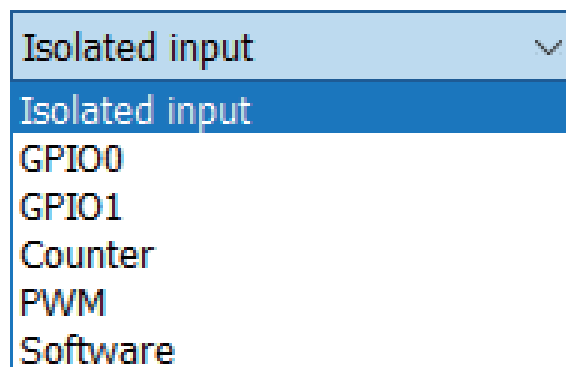 Isolated input
Isolated input
GPIO0
GPIO1
Counter
PWM
Software